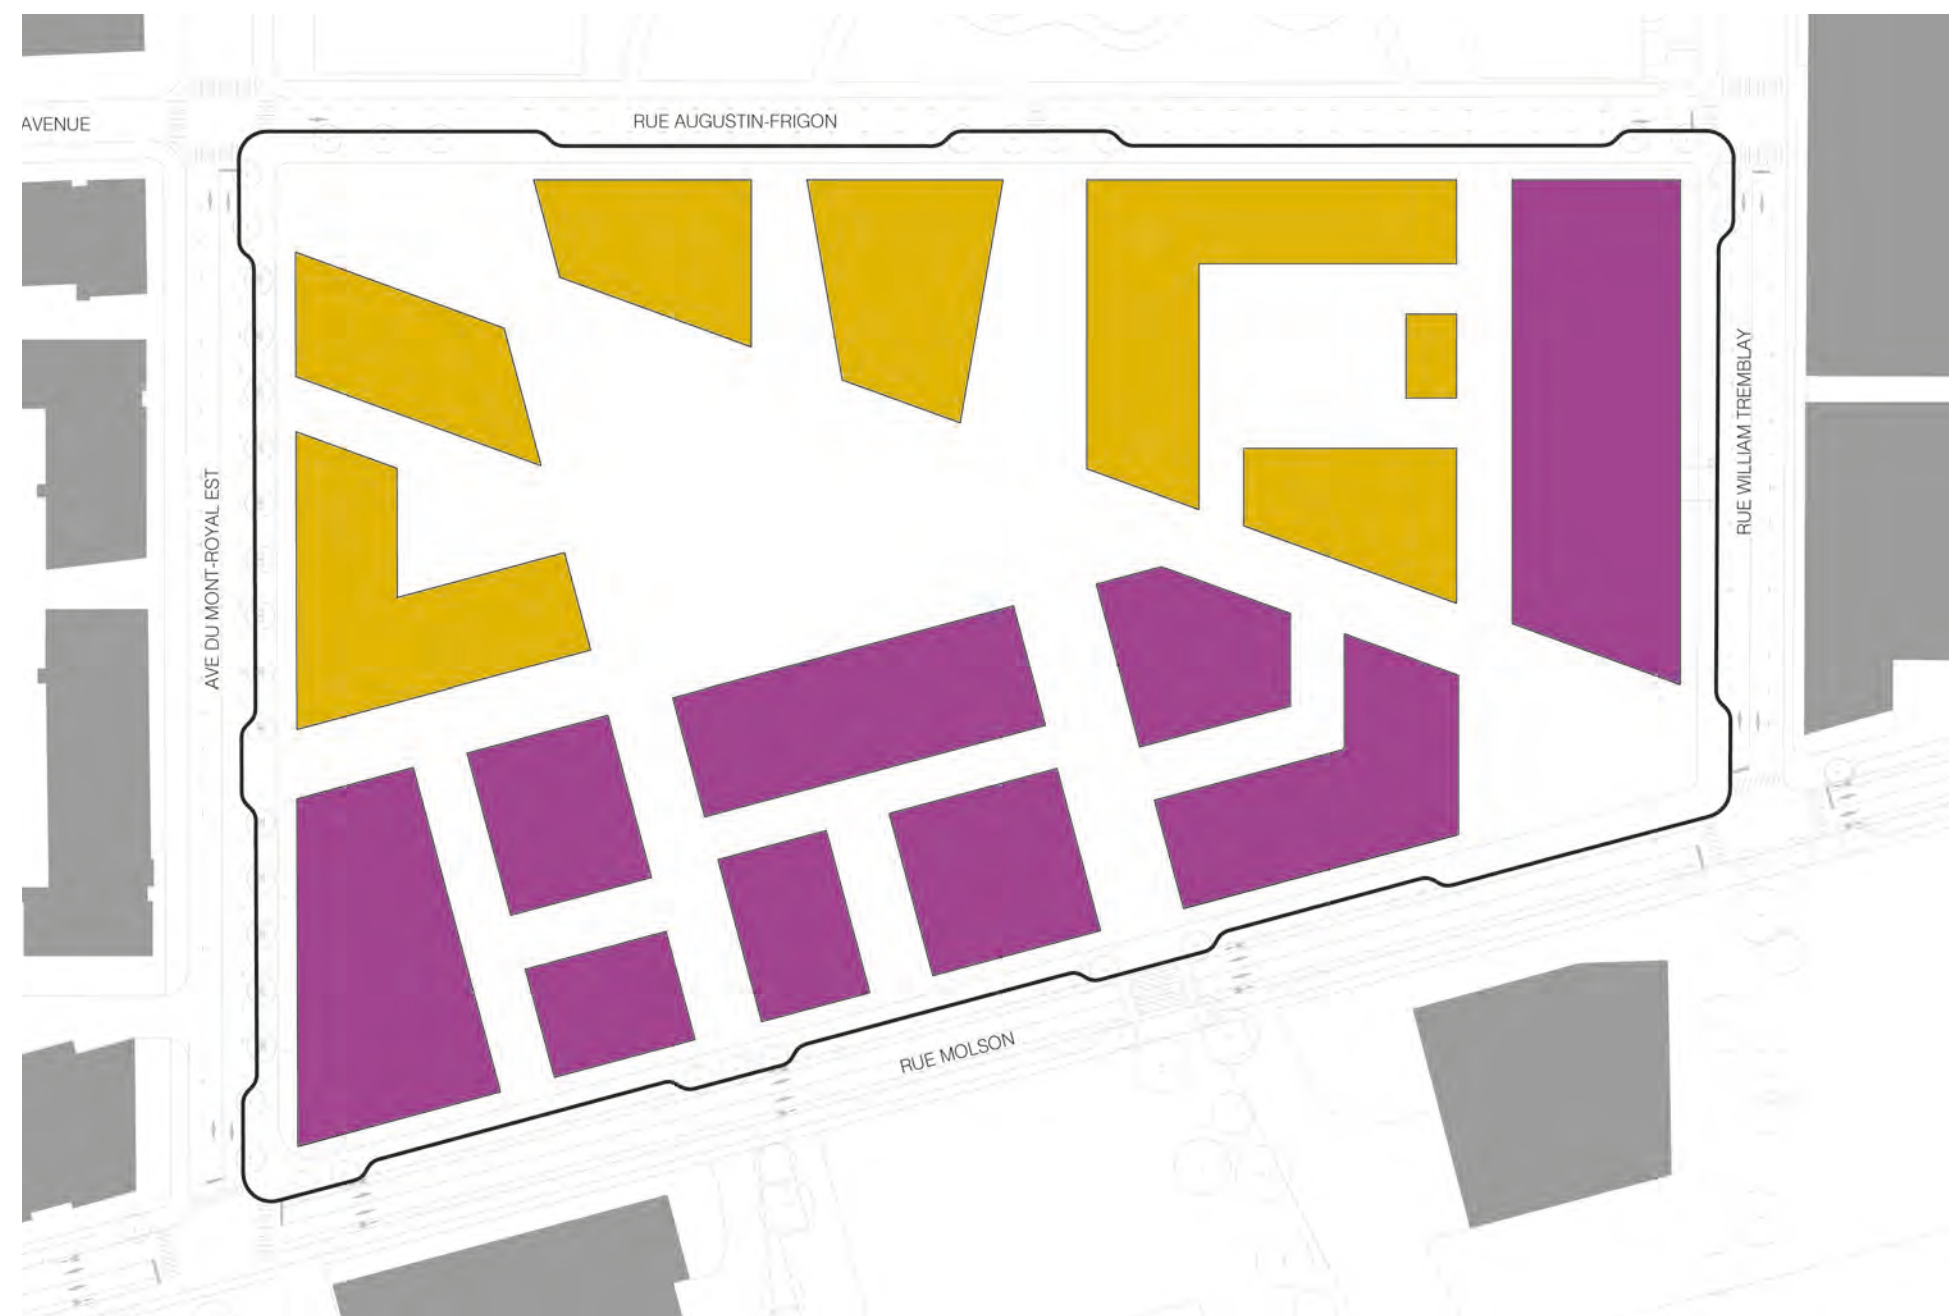 AVENUE
RUE AUGUSTIN-FRIGON
AVE DU MONT-ROYAL EST
RUE WILLIAM TREMBLAY
RUE MOLSON